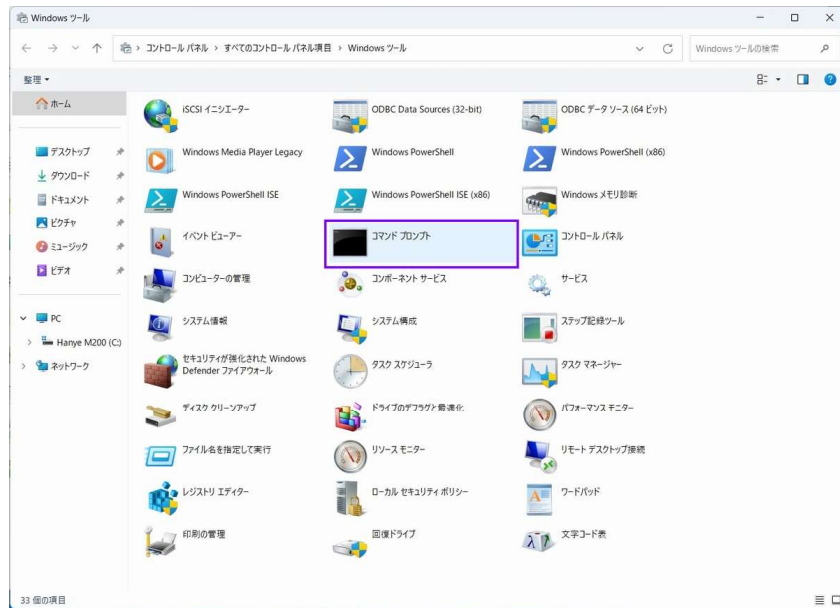 Windows ツール
コントロール パネル › すべてのコントロール パネル項目 › Windows ツール
Windows ツールの検索
整理
ホーム
デスクトップ
ダウンロード
ドキュメント
ピクチャ
ミュージック
ビデオ
PC
Hanye M200 (C:)
ネットワーク
iSCSI イニシエーター
ODBC Data Sources (32-bit)
ODBC データ ソース (64 ビット)
Windows Media Player Legacy
Windows PowerShell
Windows PowerShell (x86)
Windows PowerShell ISE
Windows PowerShell ISE (x86)
Windows メモリ診断
イベント ビューアー
コマンド プロンプト
コントロール パネル
コンピューターの管理
コンポーネント サービス
サービス
システム情報
システム構成
ステップ記録ツール
セキュリティが強化された Windows
Defender ファイアウォール
タスク スケジューラ
タスク マネージャー
ディスク クリーンアップ
ドライブのデフラグと最適化
パフォーマンス モニター
ファイル名を指定して実行
リソース モニター
リモート デスクトップ接続
レジストリ エディター
ローカル セキュリティ ポリシー
ワードパッド
印刷の管理
回復ドライブ
文字コード表
33 個の項目